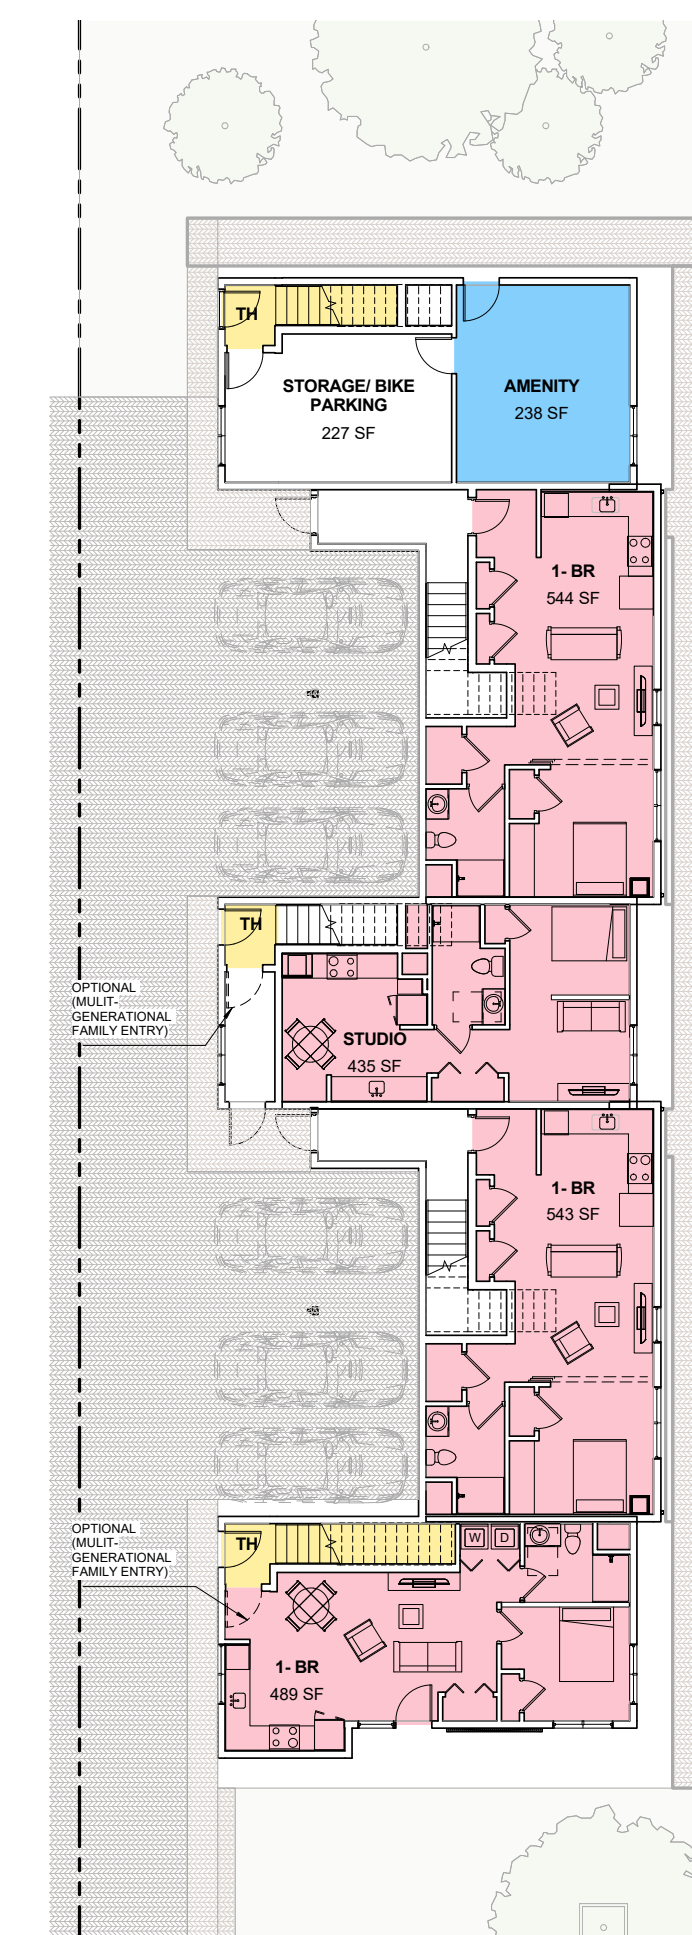 TH
STORAGE/ BIKE
PARKING
227 SF
AMENITY
238 SF
1- BR
544 SF
TH
OPTIONAL
(MULIT-
GENERATIONAL
FAMILY ENTRY)
STUDIO
435 SF
1- BR
543 SF
OPTIONAL
(MULIT-
GENERATIONAL
FAMILY ENTRY)
TH
W D
1- BR
489 SF